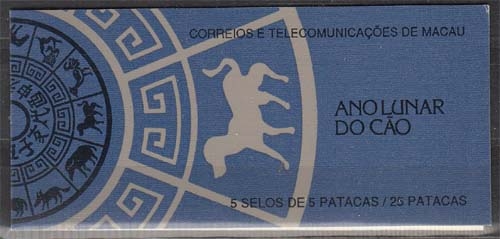 CORREIOS E TELECOMUNICAÇÕES DE MACAU
ANO LUNAR
DO CÃO
5 SELOS DE 5 PATACAS / 25 PATACAS